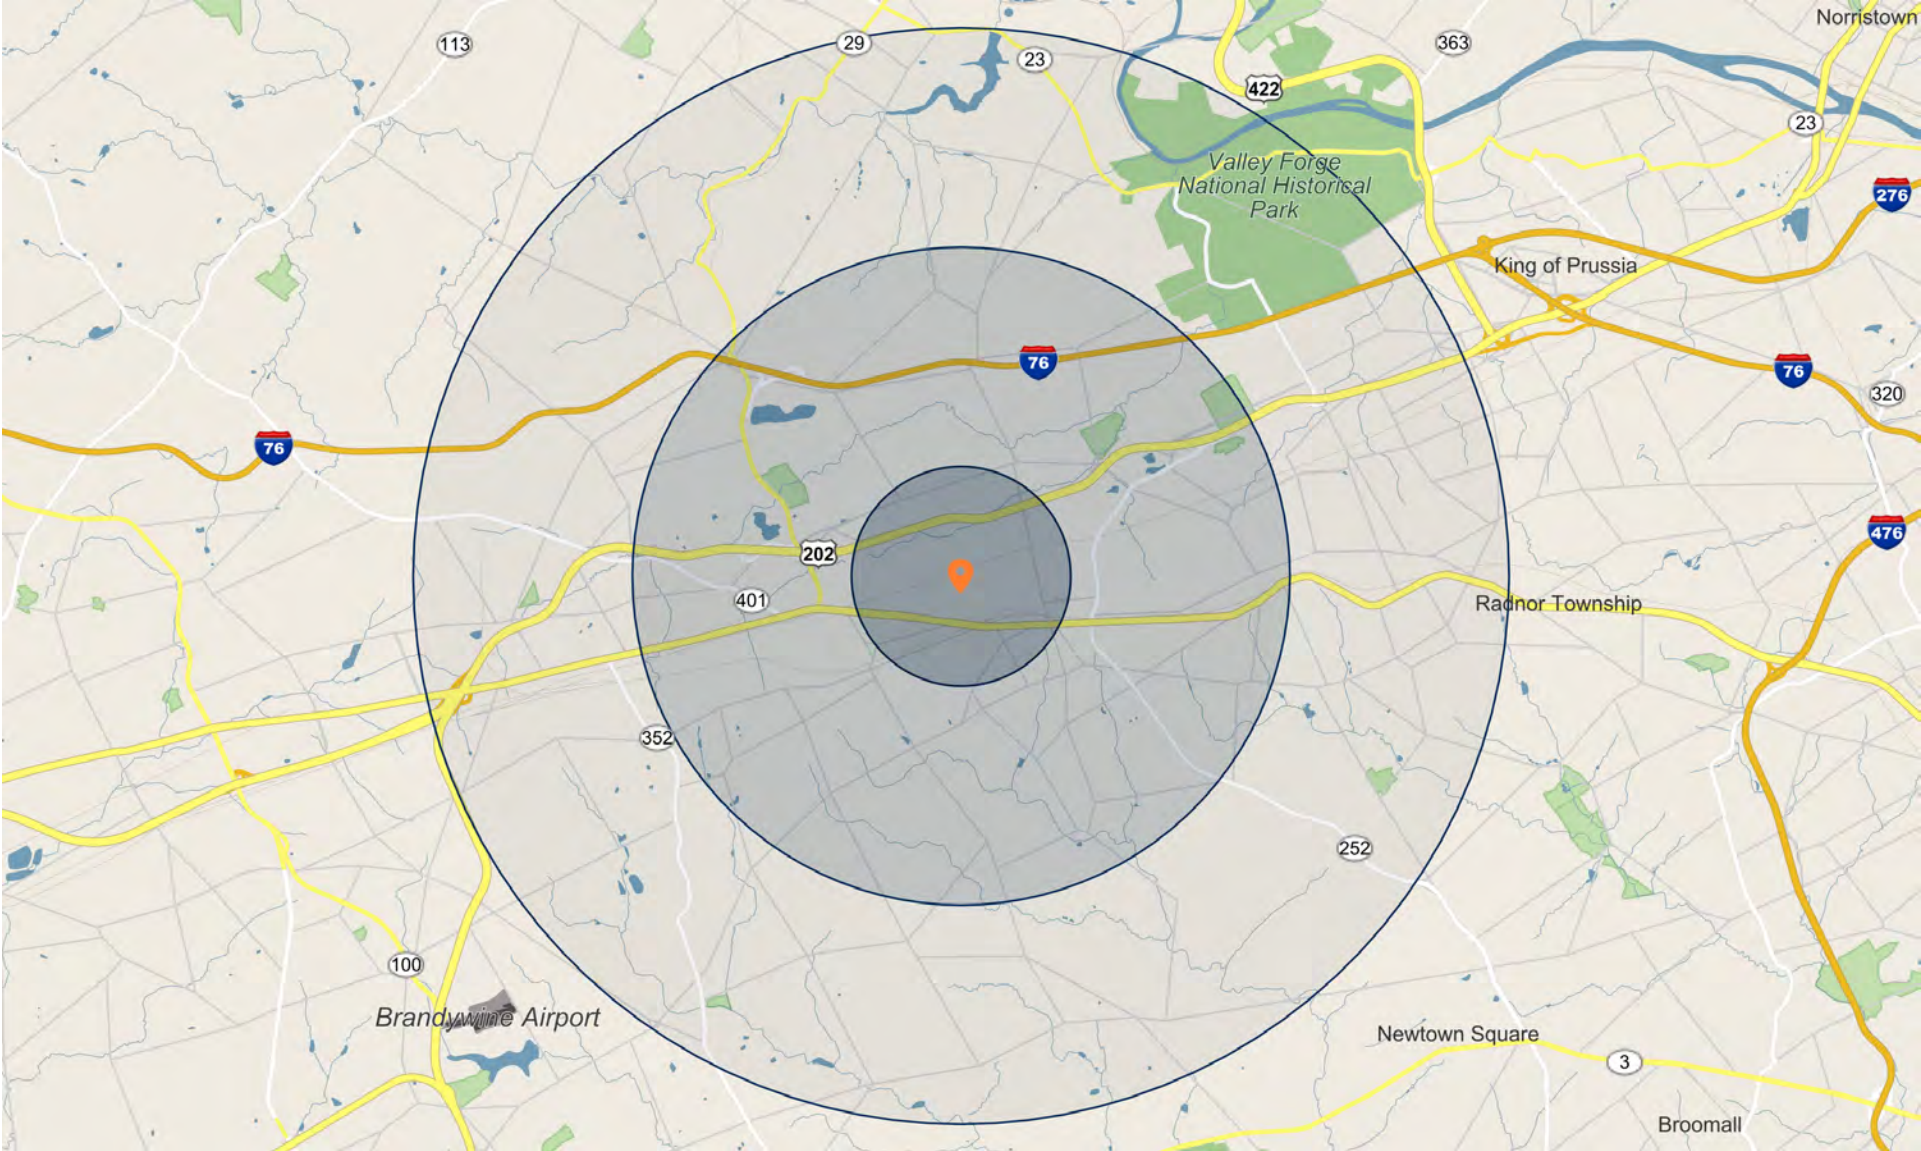 Norristown
113
29
363
23
422
23
Valley Forge
National Historical
Park
276
King of Prussia
76
76
320
76
476
202
401
Radnor Township
352
252
100
Brandywine Airport
Newtown Square
3
Broomall